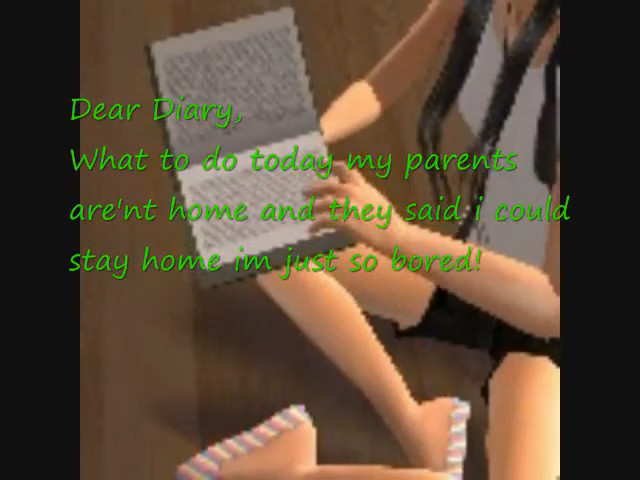 Dear Diary,
What to do today my parents
are'nt home and they said i could
stay home im just so bored!